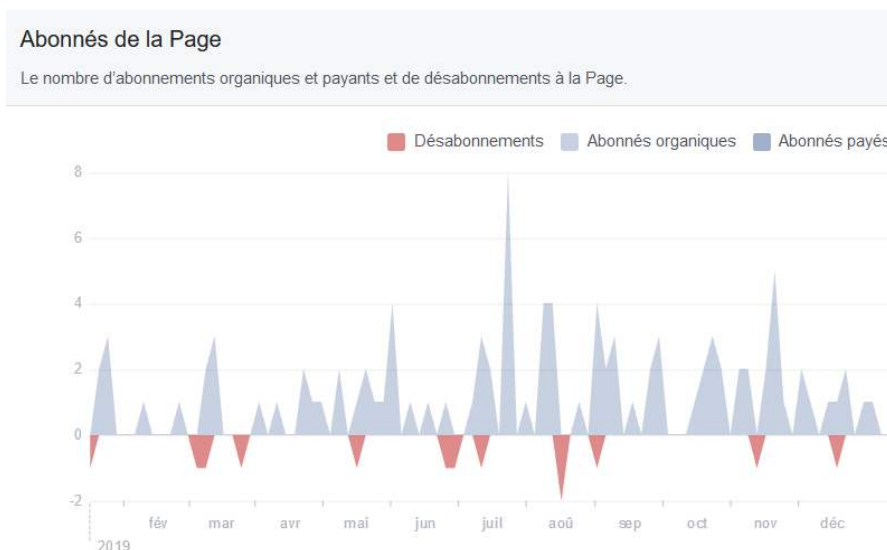 Abonnés de la Page
Le nombre d'abonnements organiques et payants et de désabonnements à la Page.
Désabonnements Abonnés organiques Abonnés payés
8
6
4
2
0
-2
fév mar avr mai jun juil aoû sep oct nov déc
2019